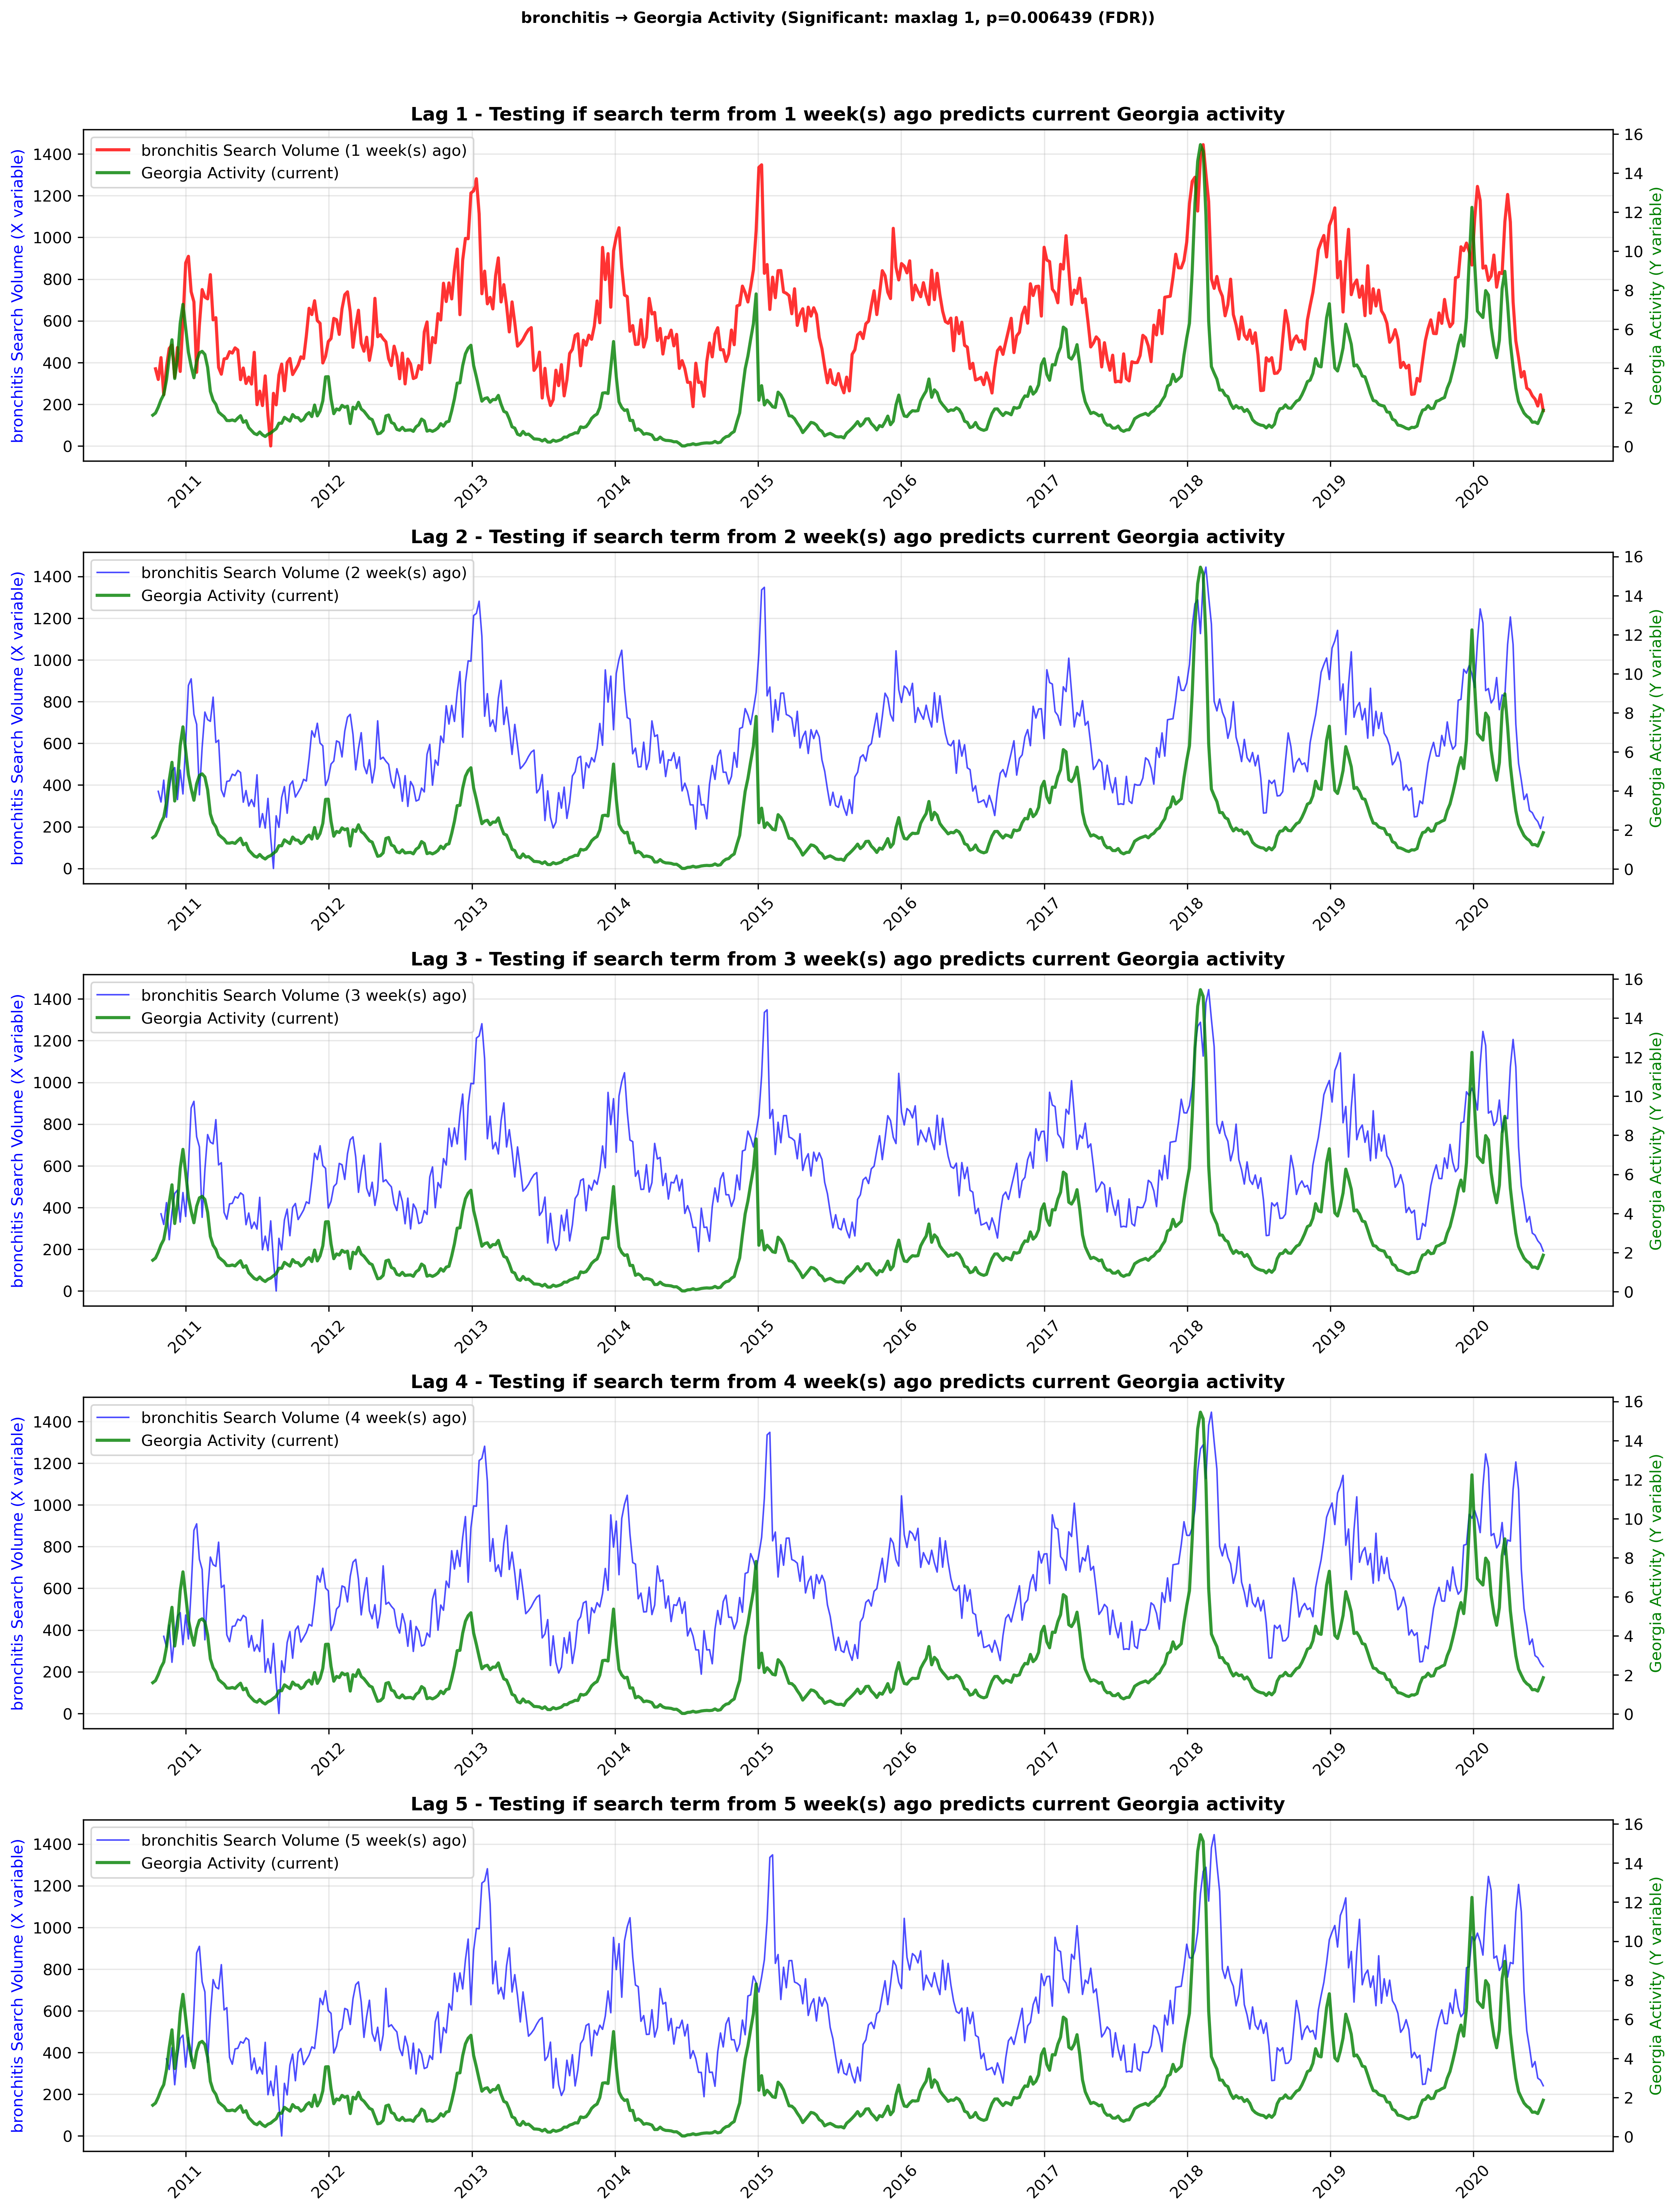 bronchitis → Georgia Activity (Significant: maxlag 1, p=0.006439 (FDR))
Lag 1 - Testing if search term from 1 week(s) ago predicts current Georgia activity
bronchitis Search Volume (1 week(s) ago)
Georgia Activity (current)
bronchitis Search Volume (X variable)
1400
1200
1000
800
600
400
200
0
16
14
12
10
8
6
4
2
0
Georgia Activity (Y variable)
2011 2012 2013 2014 2015 2016 2017 2018 2019 2020
Lag 2 - Testing if search term from 2 week(s) ago predicts current Georgia activity
bronchitis Search Volume (2 week(s) ago)
Georgia Activity (current)
bronchitis Search Volume (X variable)
1400
1200
1000
800
600
400
200
0
16
14
12
10
8
6
4
2
0
Georgia Activity (Y variable)
2011 2012 2013 2014 2015 2016 2017 2018 2019 2020
Lag 3 - Testing if search term from 3 week(s) ago predicts current Georgia activity
bronchitis Search Volume (3 week(s) ago)
Georgia Activity (current)
bronchitis Search Volume (X variable)
1400
1200
1000
800
600
400
200
0
16
14
12
10
8
6
4
2
0
Georgia Activity (Y variable)
2011 2012 2013 2014 2015 2016 2017 2018 2019 2020
Lag 4 - Testing if search term from 4 week(s) ago predicts current Georgia activity
bronchitis Search Volume (4 week(s) ago)
Georgia Activity (current)
bronchitis Search Volume (X variable)
1400
1200
1000
800
600
400
200
0
16
14
12
10
8
6
4
2
0
Georgia Activity (Y variable)
2011 2012 2013 2014 2015 2016 2017 2018 2019 2020
Lag 5 - Testing if search term from 5 week(s) ago predicts current Georgia activity
bronchitis Search Volume (5 week(s) ago)
Georgia Activity (current)
bronchitis Search Volume (X variable)
1400
1200
1000
800
600
400
200
0
16
14
12
10
8
6
4
2
0
Georgia Activity (Y variable)
2011 2012 2013 2014 2015 2016 2017 2018 2019 2020